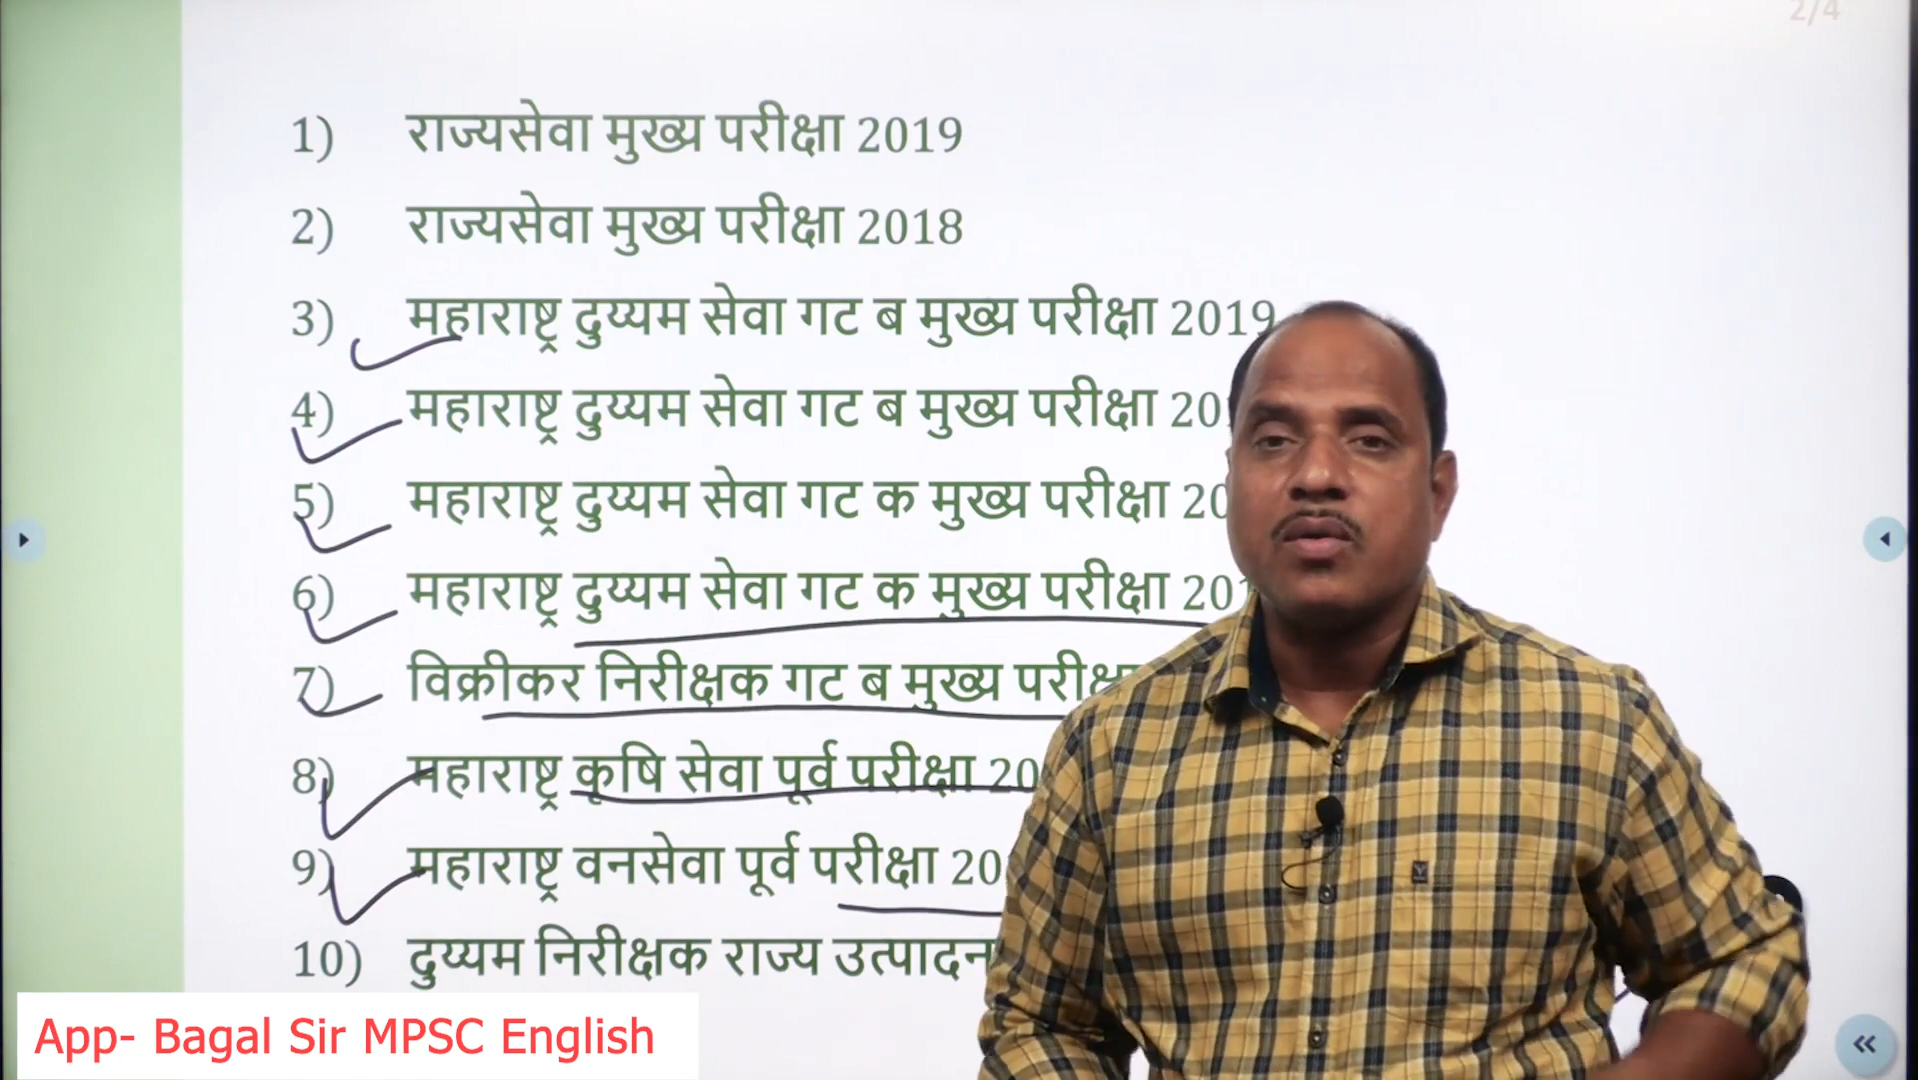 2/4
1) राज्यसेवा मुख्य परीक्षा 2019
2) राज्यसेवा मुख्य परीक्षा 2018
3) महाराष्ट्र दुय्यम सेवा गट ब मुख्य परीक्षा 2019
4) महाराष्ट्र दुय्यम सेवा गट ब मुख्य परीक्षा
5) महाराष्ट्र दुय्यम सेवा गट क मुख्य परीक्षा
6) महाराष्ट्र दुय्यम सेवा गट क मुख्य परीक्षा
7) विक्रीकर निरीक्षक गट ब मुख्य
8) महाराष्ट्र कृषि सेवा पूर्व परीक्षा
9) महाराष्ट्र वनसेवा पूर्व परीक्षा
10) दुय्यम निरीक्षक राज्य उत्पादन
App- Bagal Sir MPSC English